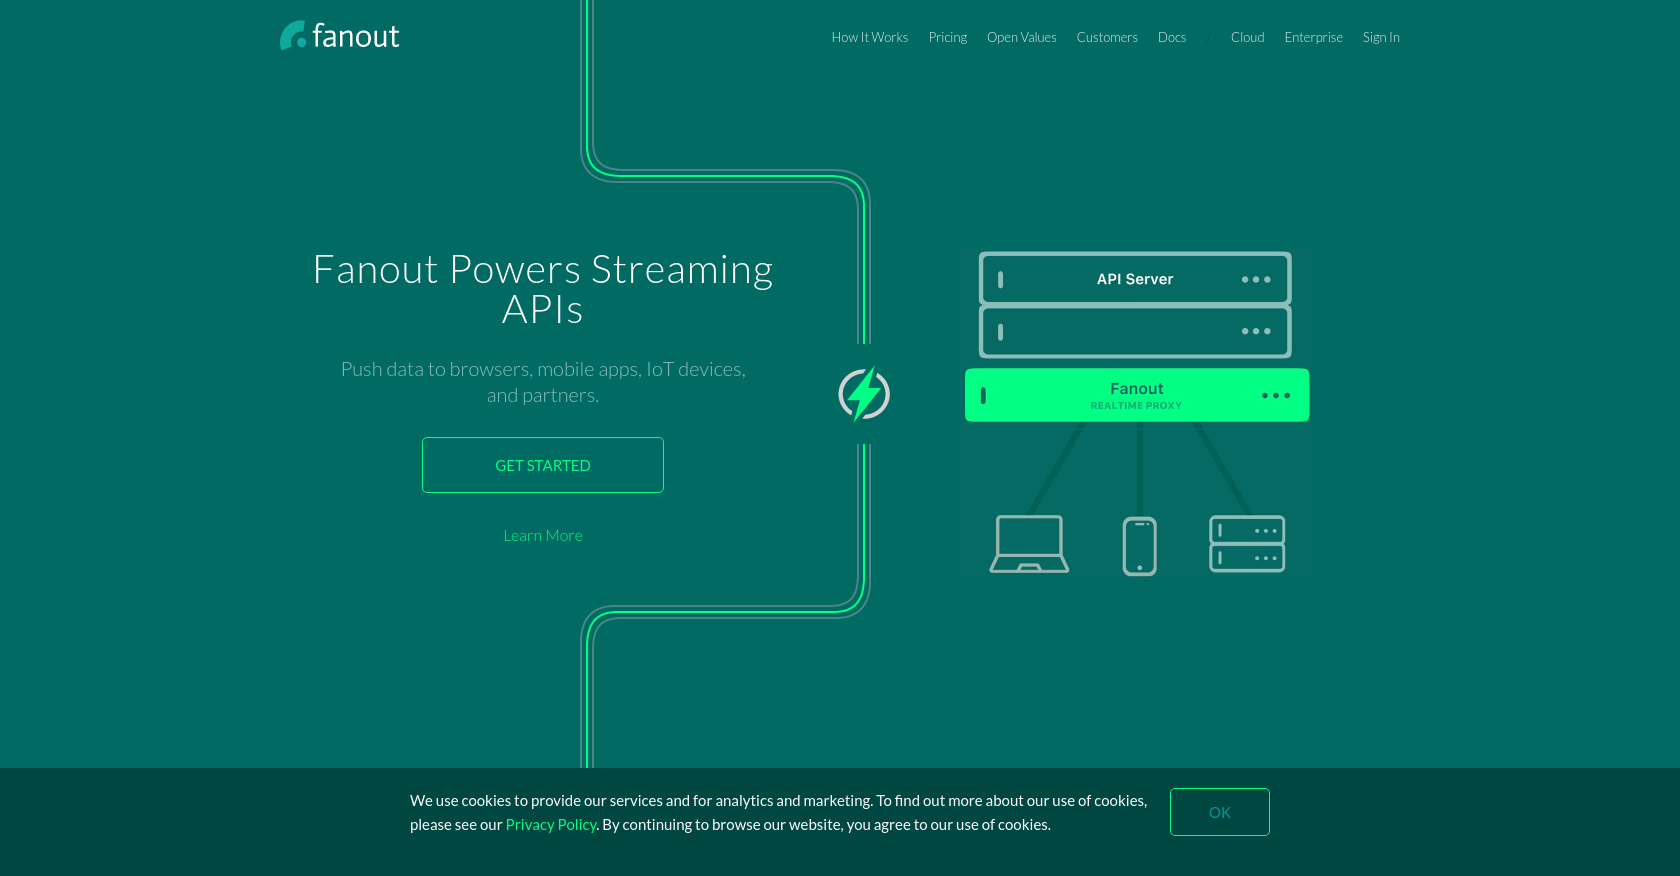 fanout
How It Works Pricing Open Values Customers Docs / Cloud Enterprise Sign In
Fanout Powers Streaming
APIs
Push data to browsers, mobile apps, IoT devices,
and partners.
GET STARTED
Learn More
API Server
Fanout
REALTIME PROXY
We use cookies to provide our services and for analytics and marketing. To find out more about our use of cookies,
please see our Privacy Policy. By continuing to browse our website, you agree to our use of cookies.
OK